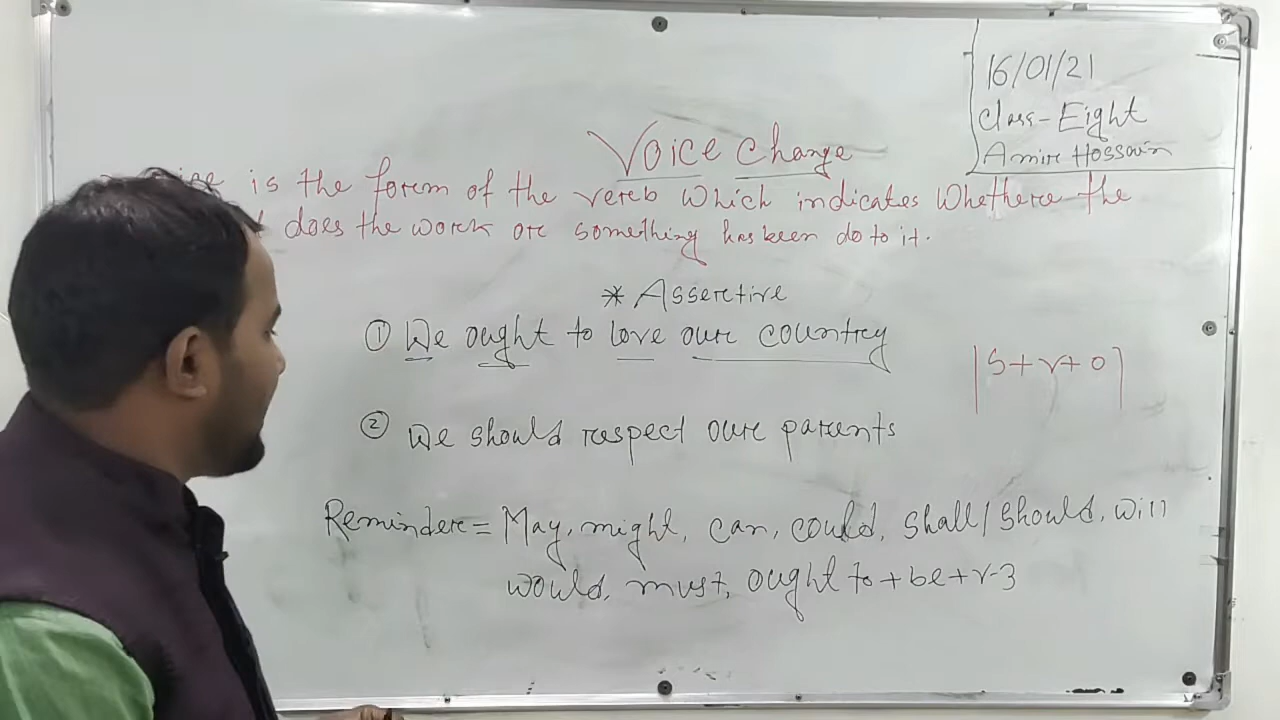 16/01/21
Class-Eight
Amir Hossain
Voice Change
is the form of the verb which indicates Whether the
does the work or something has been do to it.
* Assertive
① We ought to love our country
|S+v+o|
② We should respect our parents
Reminder = May, might, can, could, shall/should, will
would, must, ought to + be + v-3